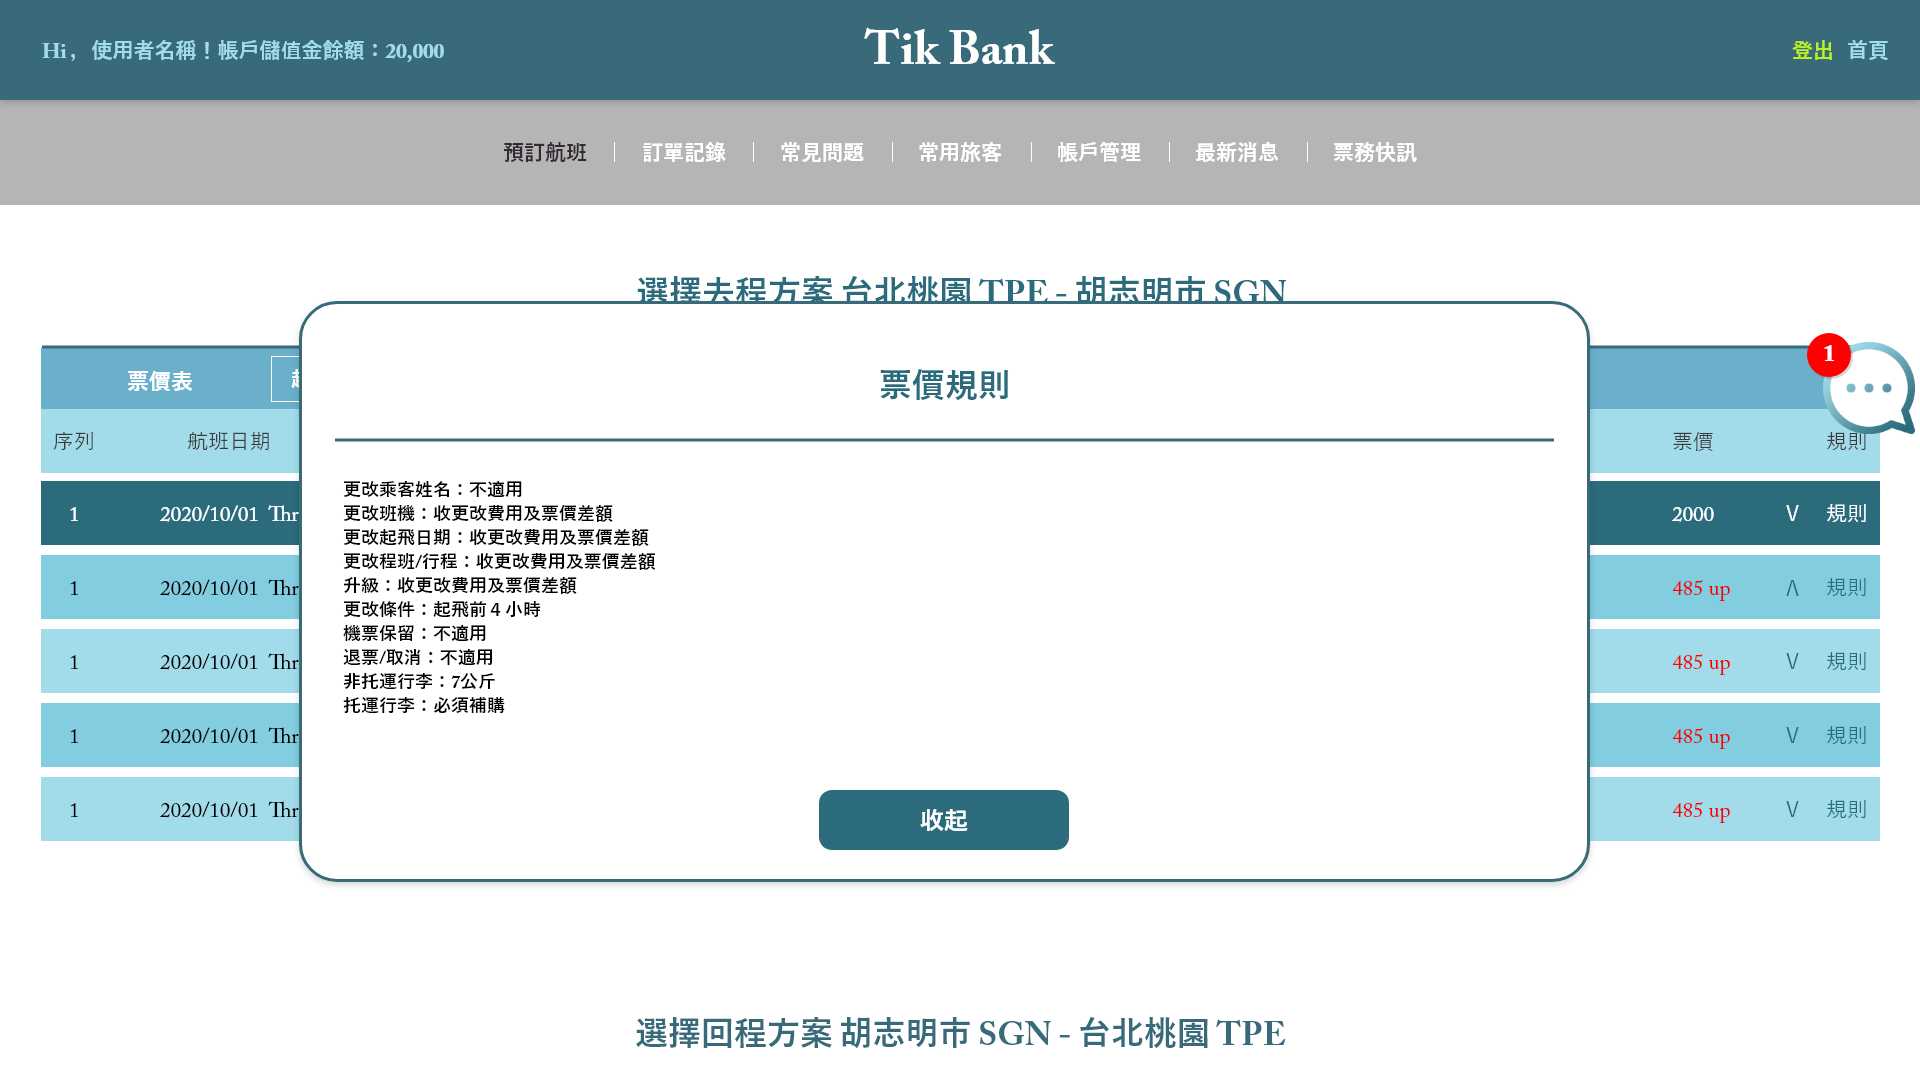 Hi，使用者名稱！帳戶儲值金餘額：20,000
Tik Bank
登出 首頁
預訂航班
訂單記錄
常見問題
常用旅客
帳戶管理
最新消息
票務快訊
選擇去程方案 台北桃園 TPE - 胡志明市 SGN
1
票價表
序列 航班日期 票價 規則
1 2020/10/01 Thr 2000 V 規則
1 2020/10/01 Thr 485 up Λ 規則
1 2020/10/01 Thr 485 up V 規則
1 2020/10/01 Thr 485 up V 規則
1 2020/10/01 Thr 485 up V 規則
票價規則
更改乘客姓名：不適用
更改班機：收更改費用及票價差額
更改起飛日期：收更改費用及票價差額
更改程班/行程：收更改費用及票價差額
升級：收更改費用及票價差額
更改條件：起飛前 4 小時
機票保留：不適用
退票/取消：不適用
非托運行李：7公斤
托運行李：必須補購
收起
選擇回程方案 胡志明市 SGN - 台北桃園 TPE